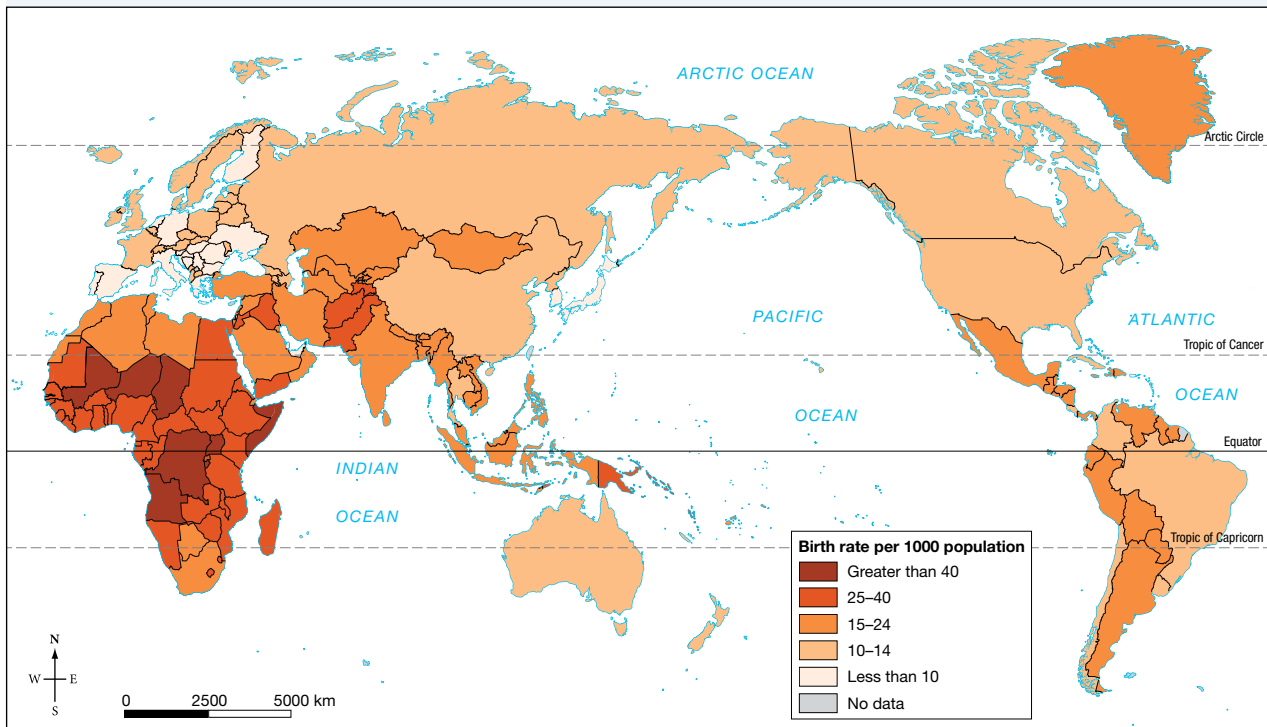 ARCTIC OCEAN
Arctic Circle
PACIFIC
ATLANTIC
Tropic of Cancer
OCEAN
OCEAN
Equator
INDIAN
OCEAN
Tropic of Capricorn
Birth rate per 1000 population
Greater than 40
25–40
15–24
10–14
Less than 10
No data
N
W E
S
0 2500 5000 km